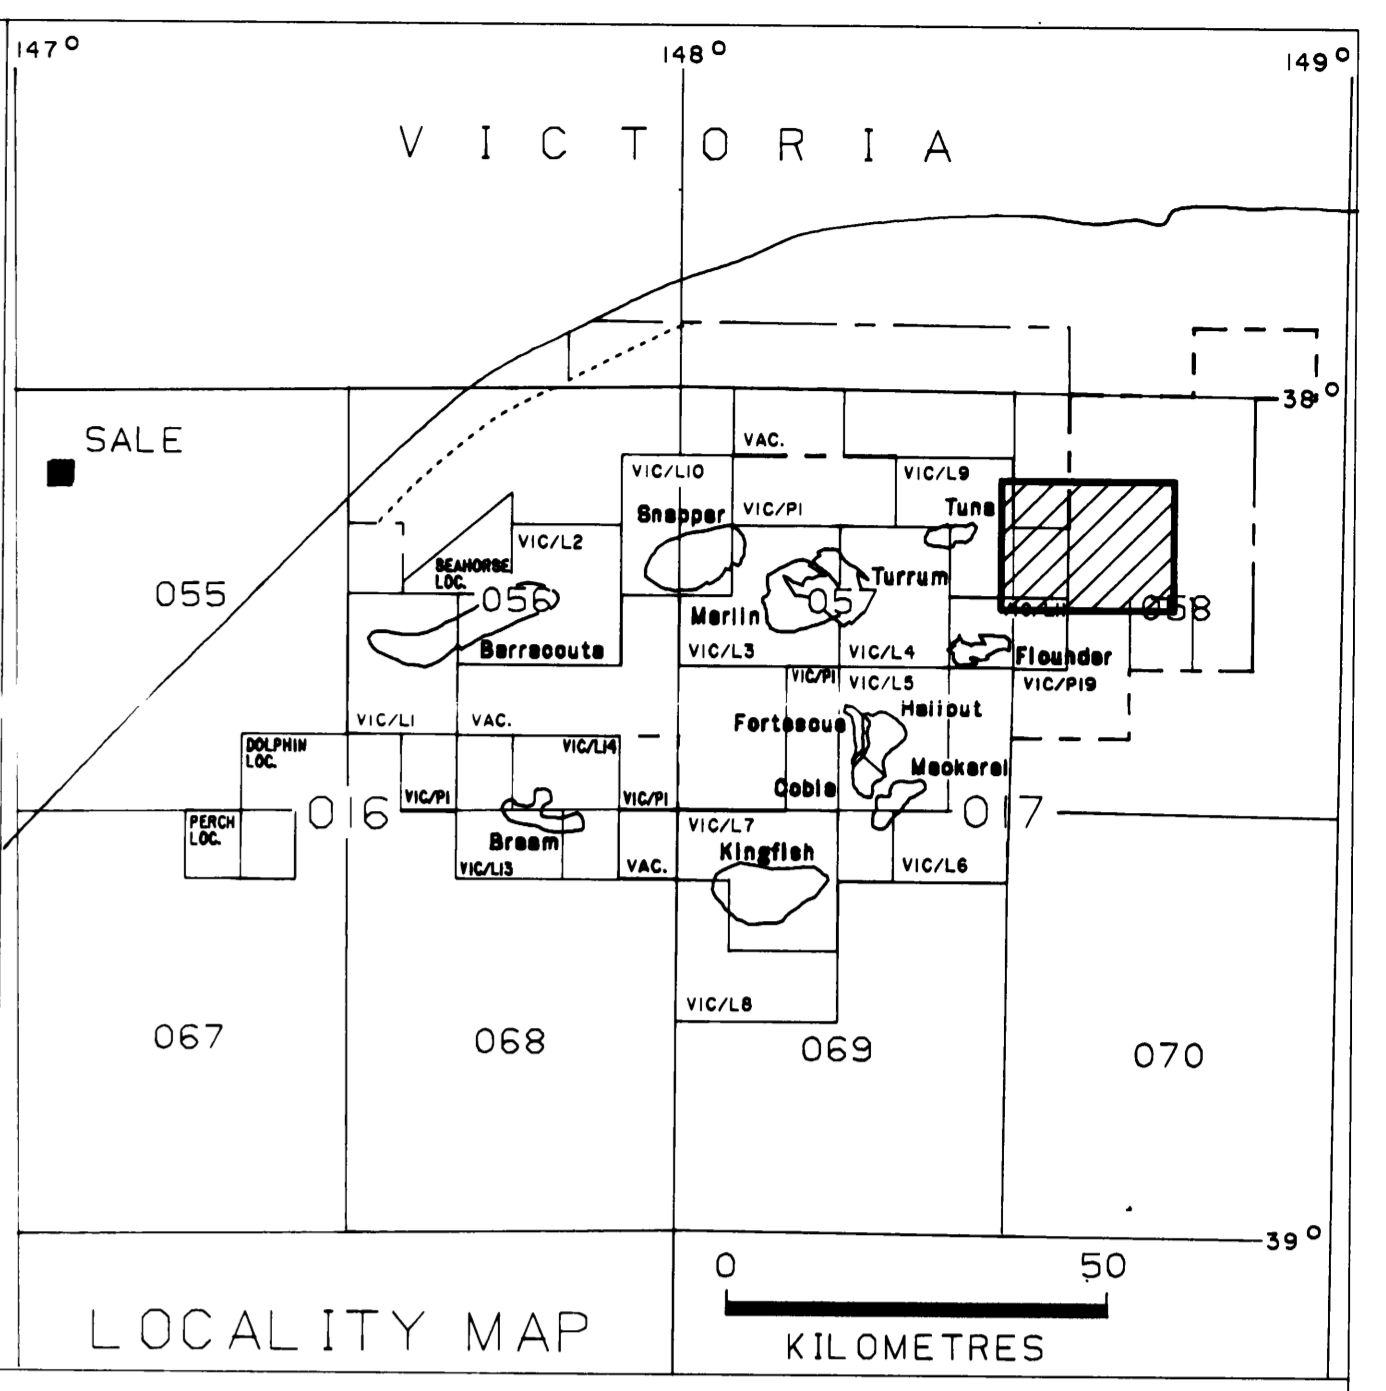 147°
148°
149°
VICTORIA
38°
SALE
VAC.
VIC/L10
VIC/L9
Snapper
VIC/P1
Tuna
VIC/L2
SEAHORSE
LOC.
Turrum
055
056
05
058
Marlin
Barracouta
VIC/L3
VIC/L4
Flounder
VIC/P1
VIC/L5
VIC/P19
Halibut
Fortescue
VIC/L1
VAC.
VIC/L14
DOLPHIN
LOC.
Mackerel
Cobia
VIC/P1
VIC/P1
016
017
PERCH
LOC.
VIC/L7
Bream
Kingfish
VIC/L13
VAC.
VIC/L6
VIC/L8
067
068
069
070
39°
0 50
KILOMETRES
LOCALITY MAP